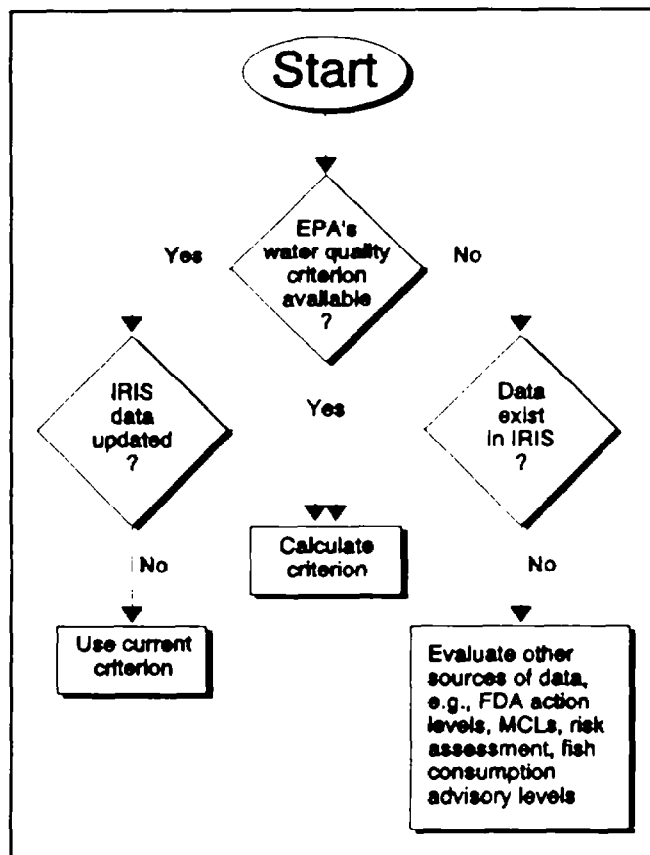 Start
EPA's
water quality
criterion
available
?
Yes
No
IRIS
data
updated
?
Yes
Data
exist
in IRIS
?
Calculate
criterion
No
No
Use current
criterion
Evaluate other
sources of data,
e.g., FDA action
levels, MCLs, risk
assessment, fish
consumption
advisory levels